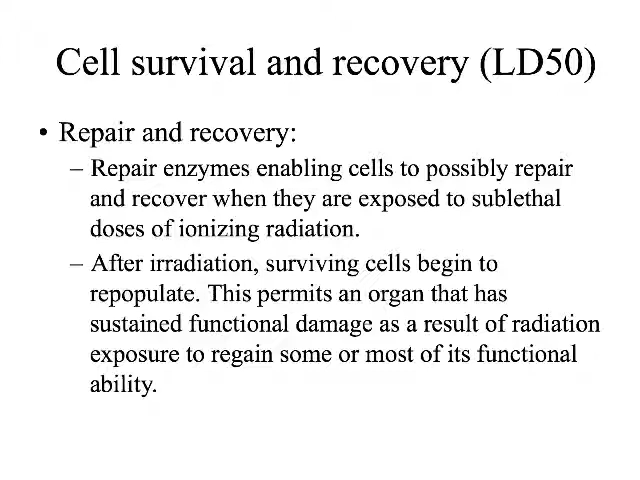 Cell survival and recovery (LD50)
• Repair and recovery:
– Repair enzymes enabling cells to possibly repair
and recover when they are exposed to sublethal
doses of ionizing radiation.
– After irradiation, surviving cells begin to
repopulate. This permits an organ that has
sustained functional damage as a result of radiation
exposure to regain some or most of its functional
ability.